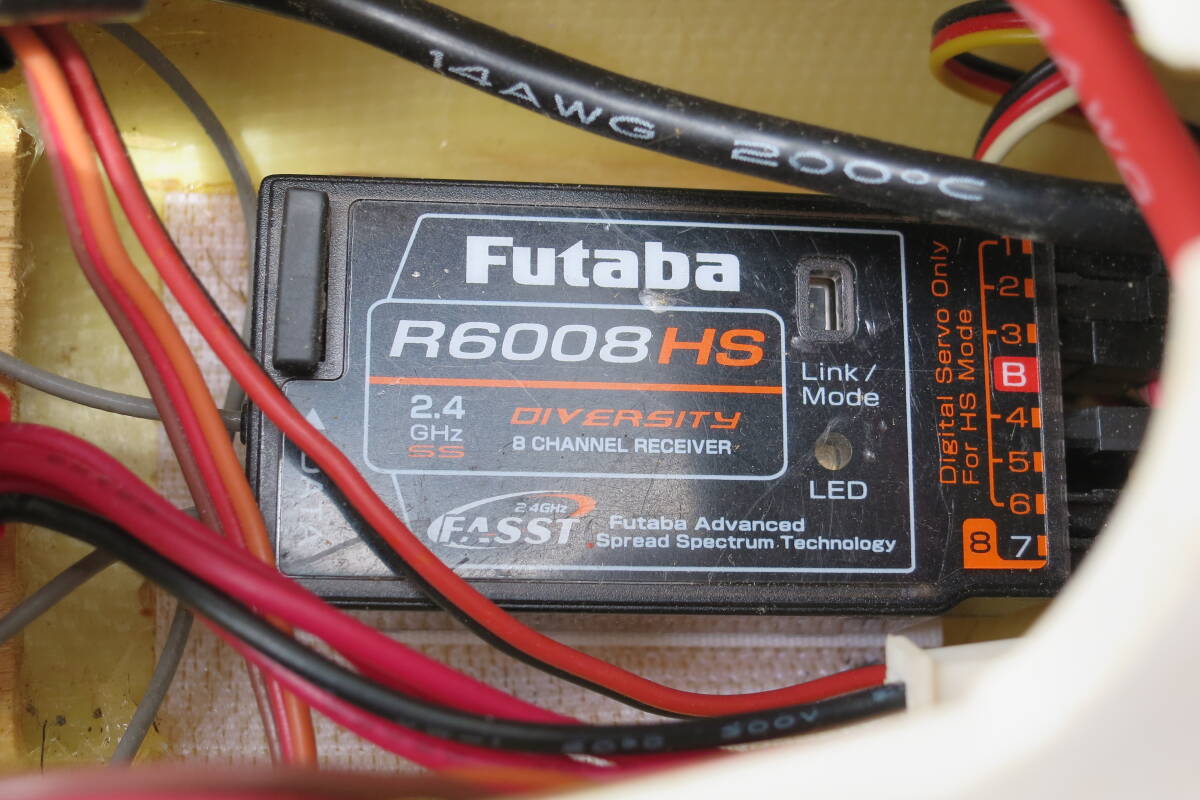 14AWG 200°C
AWG
Futaba
R6008HS
2.4
GHz
SS
DIVERSITY
8 CHANNEL RECEIVER
Link/
Mode
LED
2.4GHz
FASST
Futaba Advanced
Spread Spectrum Technology
Digital Servo Only
For HS Mode
1
2
3
B
4
5
6
8 7